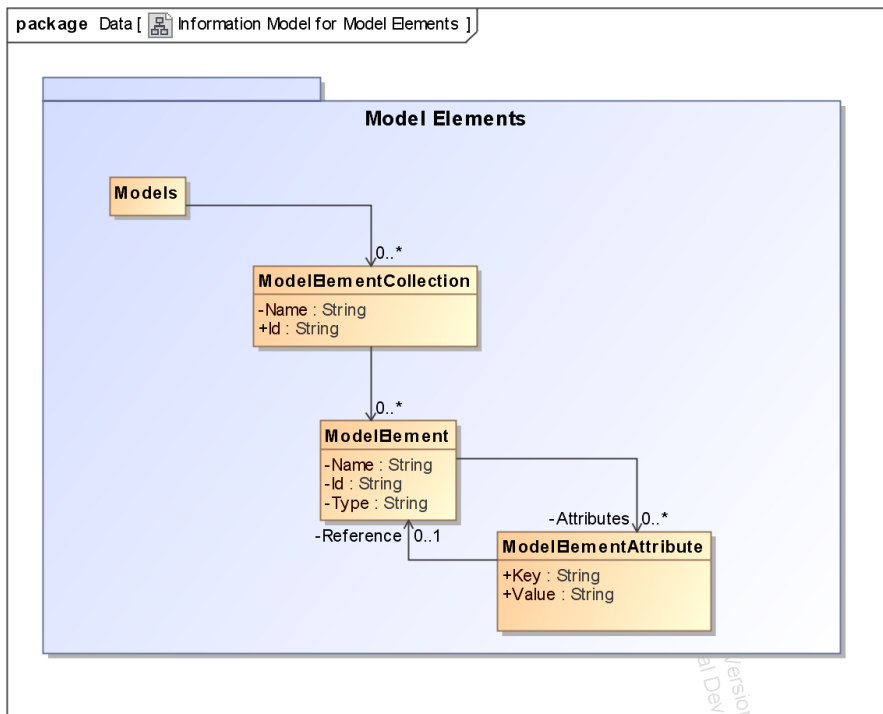 package Data [ Information Model for Model Elements ]
Model Elements
Models
0..*
ModelElementCollection
-Name : String
+Id : String
0..*
ModelElement
-Name : String
-Id : String
-Type : String
-Attributes 0..*
-Reference 0..1
ModelElementAttribute
+Key : String
+Value : String